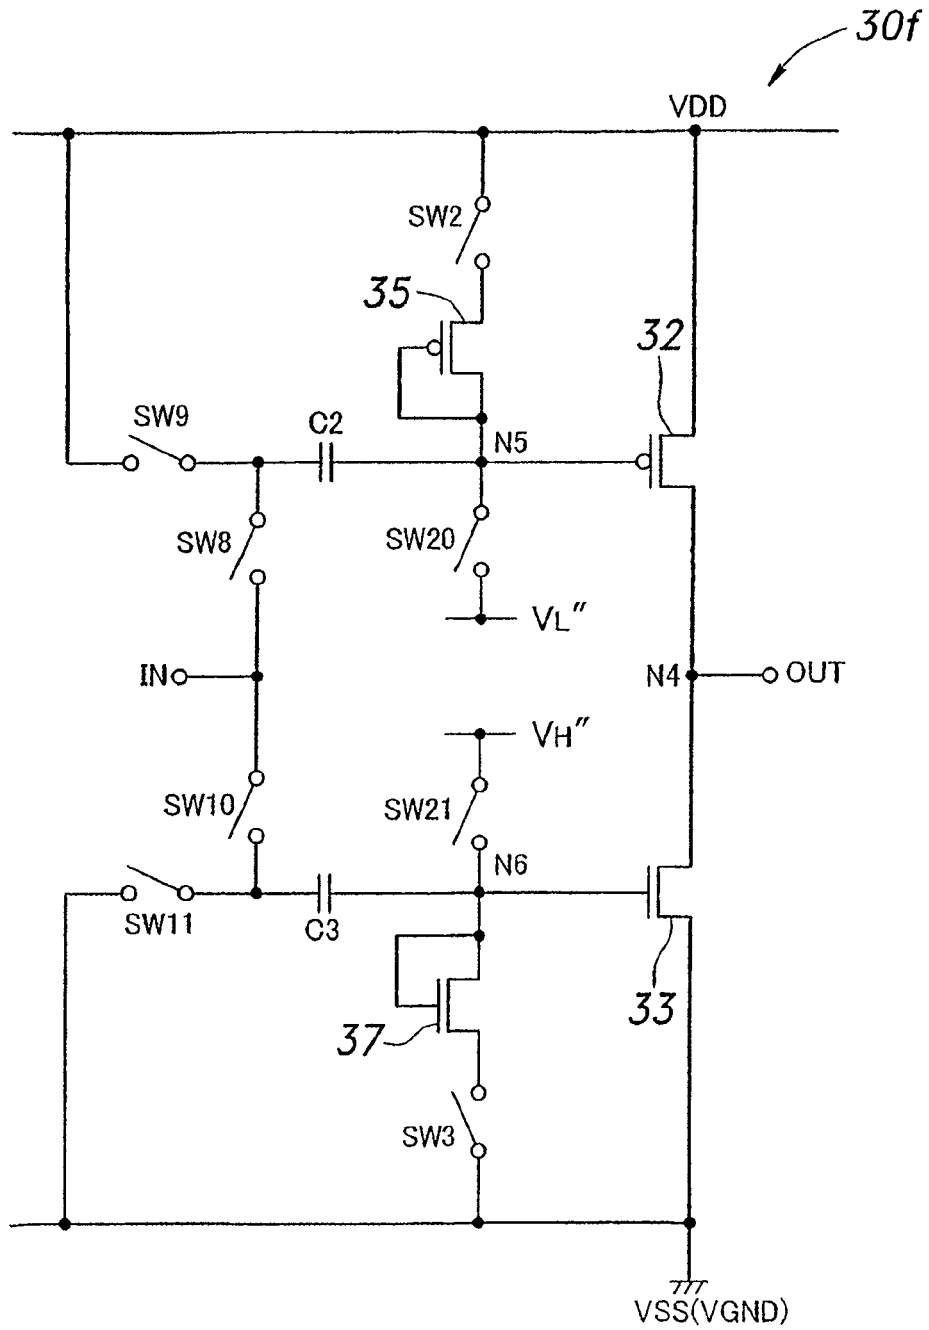 30f
VDD
SW2
35
32
SW9
C2
N5
SW8
SW20
VL"
IN
N4
OUT
VH"
SW10
SW21
N6
SW11
C3
37
33
SW3
VSS(VGND)